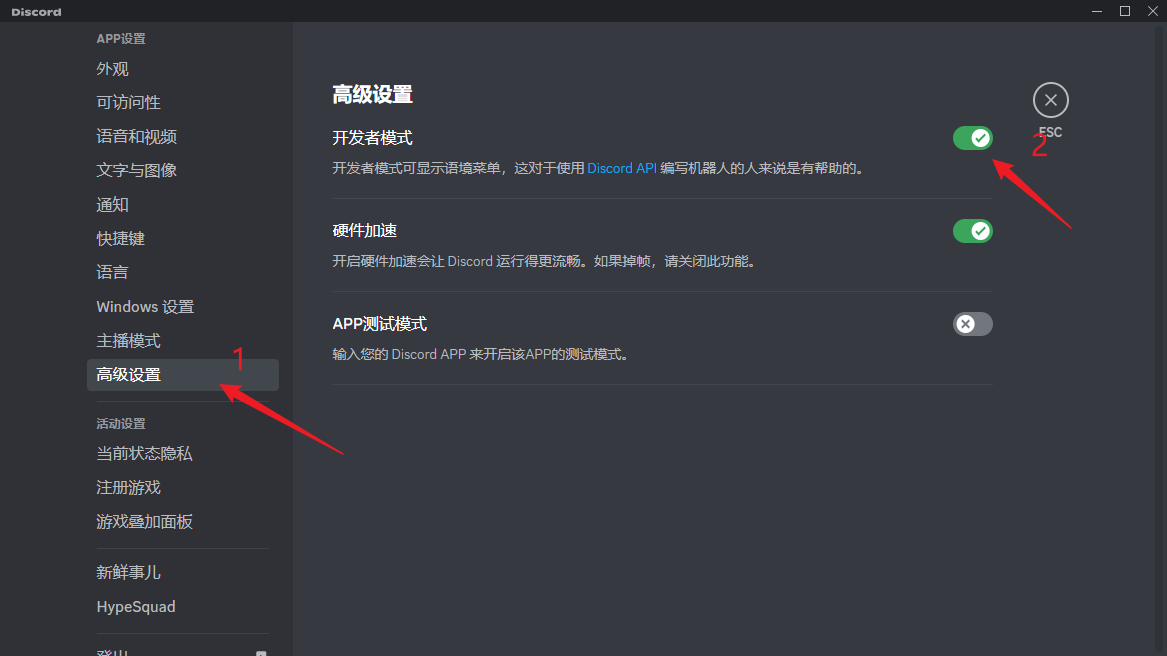 Discord
APP设置
外观
可访问性
语音和视频
文字与图像
通知
快捷键
语言
Windows 设置
主播模式
高级设置
1
活动设置
当前状态隐私
注册游戏
游戏叠加面板
新鲜事儿
HypeSquad
登出
高级设置
开发者模式
开发者模式可显示语境菜单，这对于使用 Discord API 编写机器人的人来说是有帮助的。
硬件加速
开启硬件加速会让 Discord 运行得更流畅。如果掉帧，请关闭此功能。
APP测试模式
输入您的 Discord APP 来开启该APP的测试模式。
ESC
2